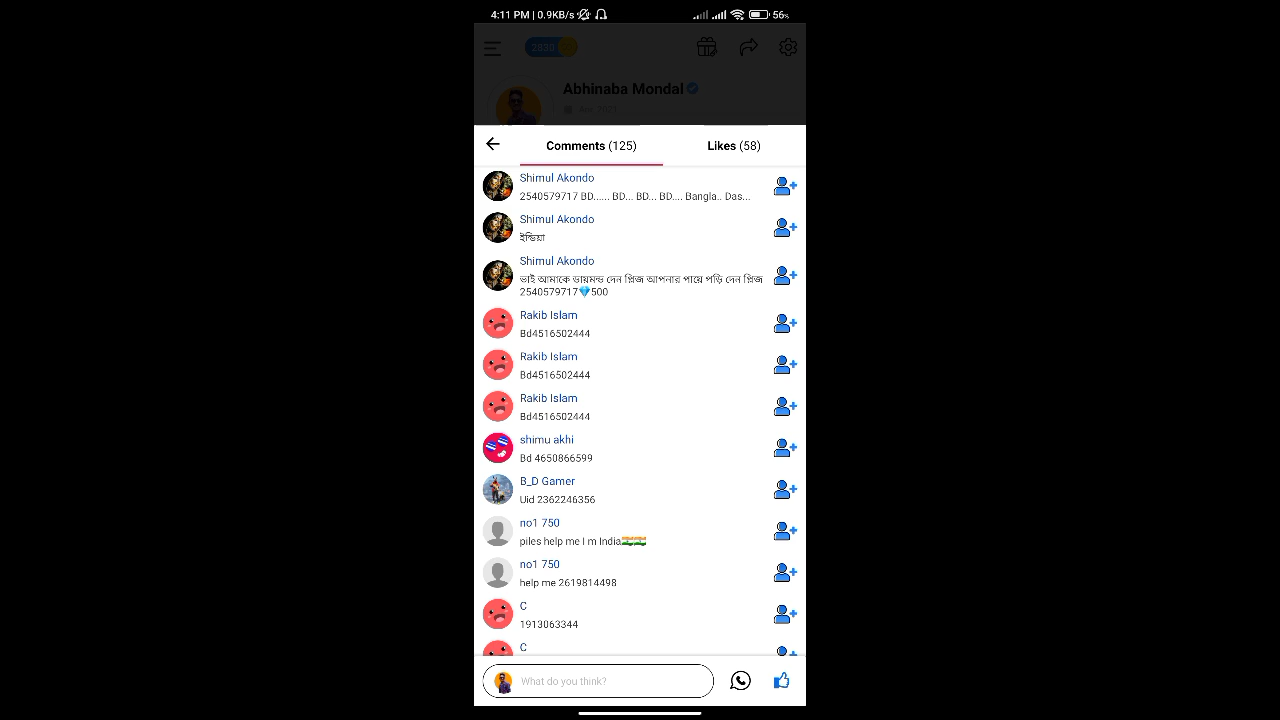 4:11 PM | 0.9KB/s
56%
2830
Abhinaba Mondal
Comments (125)
Likes (58)
Shimul Akondo
2540579717 BD...... BD... BD... BD.... Bangla.. Das...
Shimul Akondo
ইন্ডিয়া
Shimul Akondo
ভাই আমাকে ডায়মন্ড দেন প্লিজ আপনার পায়ে পড়ি দেন প্লিজ
2540579717💎500
Rakib Islam
Bd4516502444
Rakib Islam
Bd4516502444
Rakib Islam
Bd4516502444
shimu akhi
Bd 4650866599
B_D Gamer
Uid 2362246356
no1 750
piles help me I m India🇮🇳🇮🇳
no1 750
help me 2619814498
C
1913063344
C
What do you think?